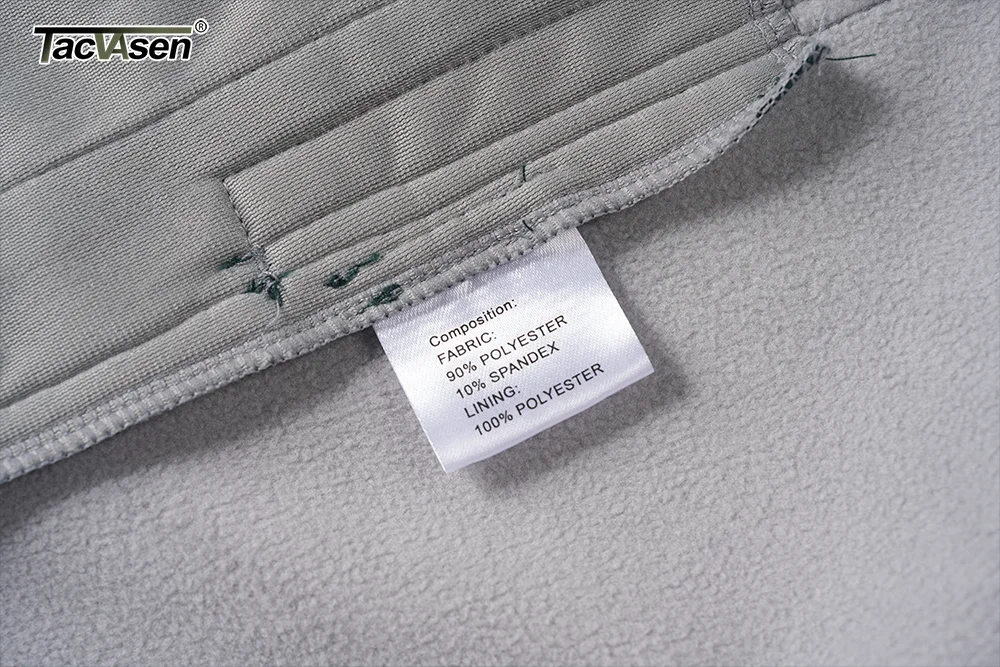 TACVASEN®
Composition:
FABRIC:
90% POLYESTER
10% SPANDEX
LINING:
100% POLYESTER